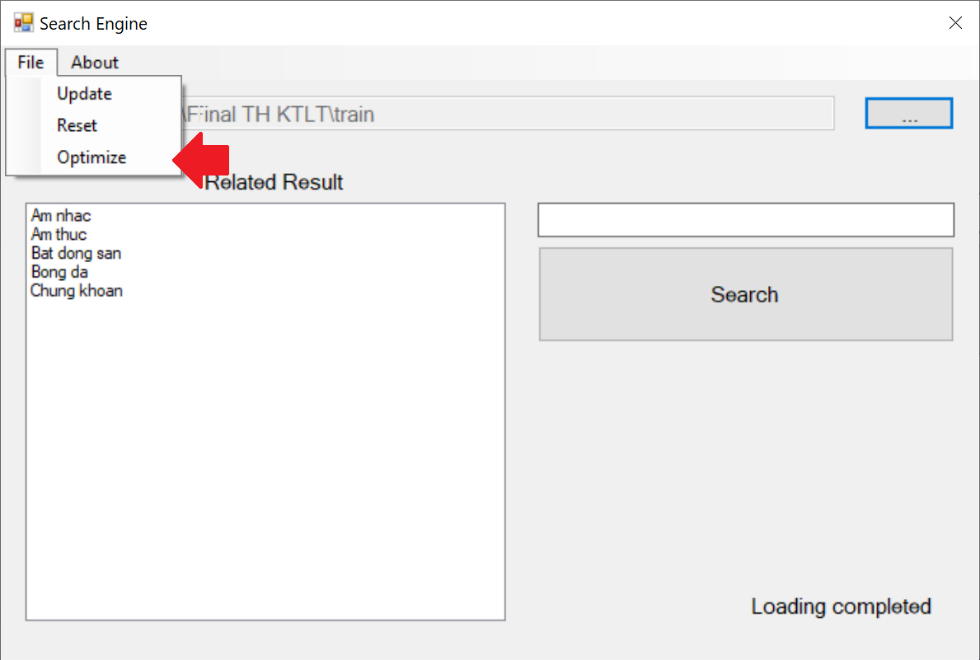 Search Engine
File About
Update
Reset
Optimize
\Final TH KTLT\train
...
Related Result
Am nhac
Am thuc
Bat dong san
Bong da
Chung khoan
Search
Loading completed